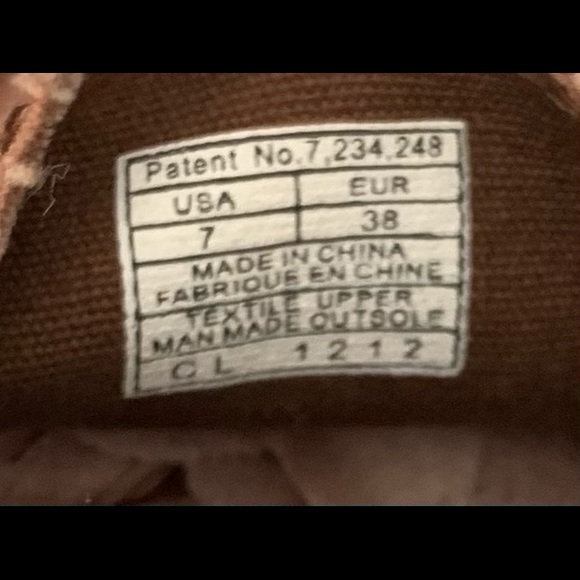 Patent No.7,234,248
USA EUR
7 38
MADE IN CHINA
FABRIQUE EN CHINE
TEXTILE UPPER
MAN MADE OUTSOLE
CL 1212